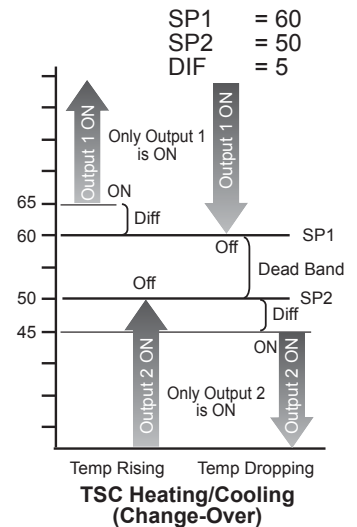 SP1 = 60
SP2 = 50
DIF = 5
Output 1 ON
Only Output 1
is ON
Output 1 ON
65
ON
Diff
60
Off
SP1
Dead Band
Off
50
SP2
Diff
45
ON
Output 2 ON
Only Output 2
is ON
Output 2 ON
Temp Rising
Temp Dropping
TSC Heating/Cooling
(Change-Over)